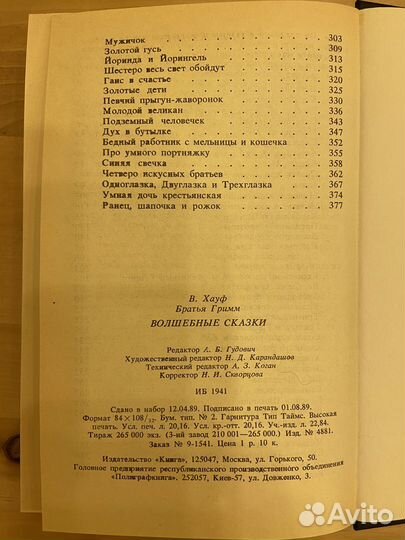 Мужичок . . . . . . . . . . 303
Золотой гусь . . . . . . . . . . 309
Йоринда и Йорингель . . . . . . . . . . 313
Шестеро весь свет обойдут . . . . . . . . . . 315
Ганс в счастье . . . . . . . . . . 320
Золотые дети . . . . . . . . . . 325
Певчий прыгун-жаворонок . . . . . . . . . . 330
Молодой великан . . . . . . . . . . 336
Подземный человечек . . . . . . . . . . 343
Дух в бутылке . . . . . . . . . . 347
Бедный работник с мельницы и кошечка . . . . . 352
Про умного портняжку . . . . . . . . . . 355
Синяя свечка . . . . . . . . . . 358
Четверо искусных братьев . . . . . . . . . . 362
Одноглазка, Двуглазка и Трехглазка . . . . . 367
Умная дочь крестьянская . . . . . . . . . . 374
Ранец, шапочка и рожок . . . . . . . . . . 377
В. Хауф
Братья Гримм
ВОЛШЕБНЫЕ СКАЗКИ
Редактор А. Б. Гудович
Художественный редактор Н. Д. Карандашов
Технический редактор А. З. Коган
Корректор Н. И. Скворцова
ИБ 1941
Сдано в набор 12.04.89. Подписано в печать 01.08.89.
Формат 84×108/32. Бум. тип. № 2. Гарнитура Тип Таймс. Высокая
печать. Усл. печ. л. 20,16. Усл. кр.-отт. 20,16. Уч.-изд. л. 22,84.
Тираж 265 000 экз. (3-й завод 210 001—265 000). Изд. № 4881.
Заказ № 9-1541. Цена 1 р. 10 к.
Издательство «Книга», 125047, Москва, ул. Горького, 50.
Головное предприятие республиканского производственного объединения
«Полиграфкнига». 252057, Киев-57, ул. Довженко, 3.
Avito